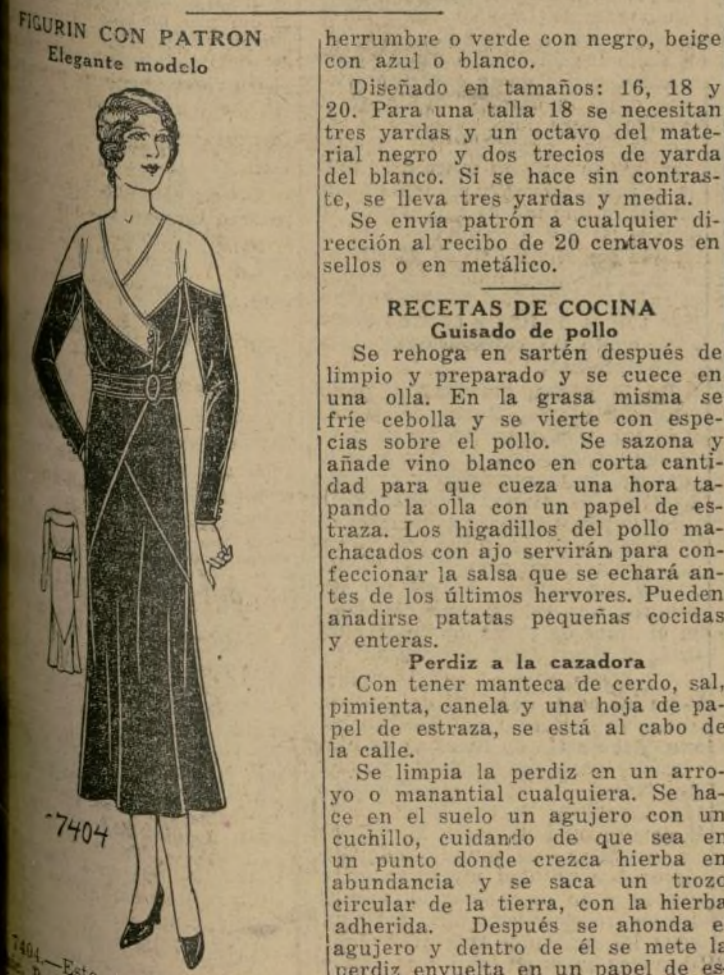 FIGURIN CON PATRON
Elegante modelo
7404
7404.—Este
herrumbre o verde con negro, beige
con azul o blanco.
Diseñado en tamaños: 16, 18 y
20. Para una talla 18 se necesitan
tres yardas y un octavo del mate-
rial negro y dos trecios de yarda
del blanco. Si se hace sin contras-
te, se lleva tres yardas y media.
Se envía patrón a cualquier di-
rección al recibo de 20 centavos en
sellos o en metálico.
RECETAS DE COCINA
Guisado de pollo
Se rehoga en sartén después de
limpio y preparado y se cuece en
una olla. En la grasa misma se
fríe cebolla y se vierte con espe-
cias sobre el pollo. Se sazona y
añade vino blanco en corta canti-
dad para que cueza una hora ta-
pando la olla con un papel de es-
traza. Los higadillos del pollo ma-
chacados con ajo servirán para con-
feccionar la salsa que se echará an-
tes de los últimos hervores. Pueden
añadirse patatas pequeñas cocidas
y enteras.
Perdiz a la cazadora
Con tener manteca de cerdo, sal,
pimienta, canela y una hoja de pa-
pel de estraza, se está al cabo de
la calle.
Se limpia la perdiz en un arro-
yo o manantial cualquiera. Se ha-
ce en el suelo un agujero con un
cuchillo, cuidando de que sea en
un punto donde crezca hierba en
abundancia y se saca un trozo
circular de la tierra, con la hierba
adherida. Después se ahonda e
agujero y dentro de él se mete la
perdiz envuelta en un papel de es